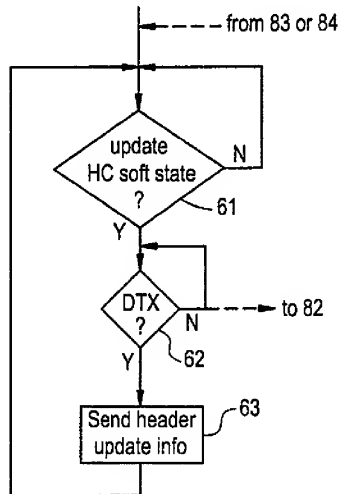 from 83 or 84
update
HC soft state
?
N
61
Y
DTX
?
N
to 82
62
Y
Send header
update info
63